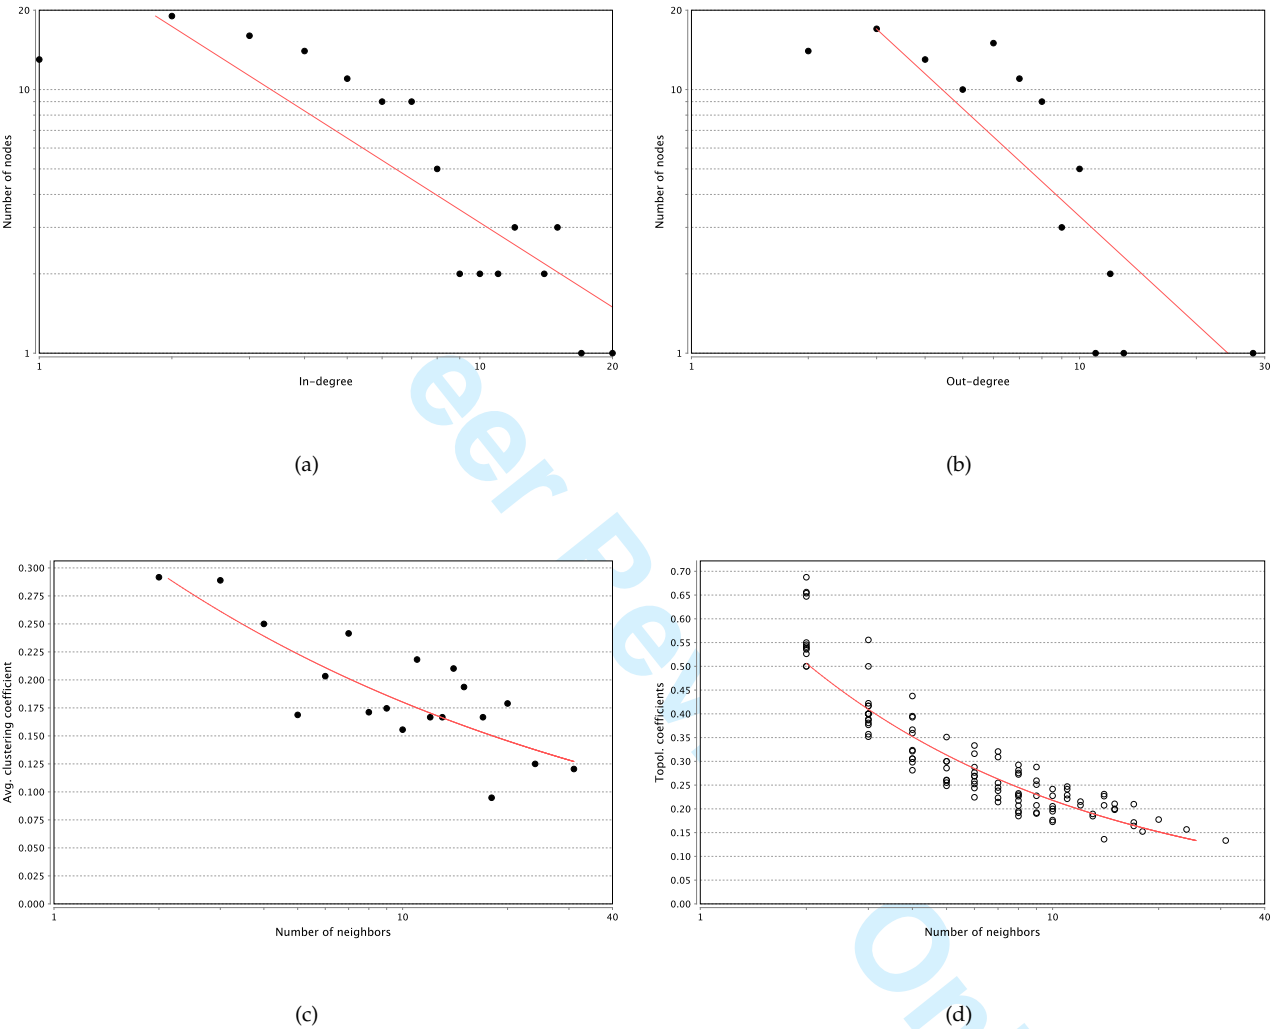 20
10
1
Number of nodes
1 10 20
In-degree
(a)
20
10
1
Number of nodes
1 10 30
Out-degree
(b)
0.300
0.275
0.250
0.225
0.200
0.175
0.150
0.125
0.100
0.075
0.050
0.025
0.000
Avg. clustering coefficient
1 10 40
Number of neighbors
(c)
0.70
0.65
0.60
0.55
0.50
0.45
0.40
0.35
0.30
0.25
0.20
0.15
0.10
0.05
0.00
Topol. coefficients
1 10 40
Number of neighbors
(d)